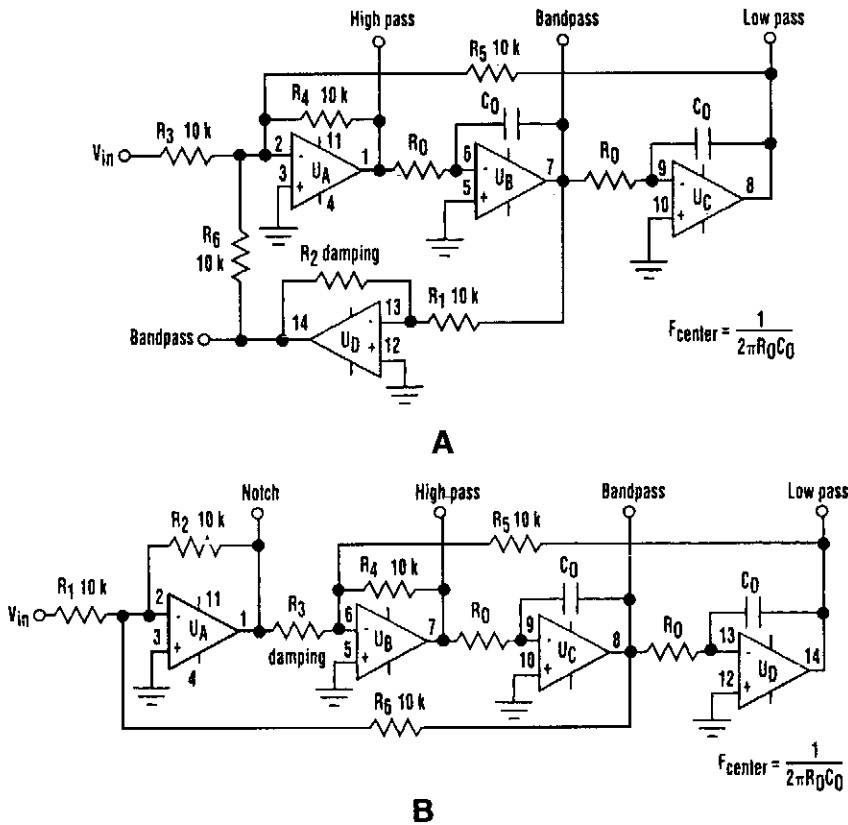 High pass
Bandpass
Low pass
R5 10 k
R4 10 k
C0
C0
R3 10 k
Vin
2
11
1
R0
6
7
R0
9
8
3
UA
4
5
UB
10
UC
R6
10 k
R2 damping
14
13
R1 10 k
Bandpass
UD
12
Fcenter = 1 / 2πR0C0
A
Notch
High pass
Bandpass
Low pass
R2 10 k
R5 10 k
R4 10 k
C0
C0
R1 10 k
Vin
2
11
1
R3
6
7
R0
9
8
R0
13
14
3
UA
4
damping
5
UB
10
UC
12
UD
R6
10 k
Fcenter = 1 / 2πR0C0
B